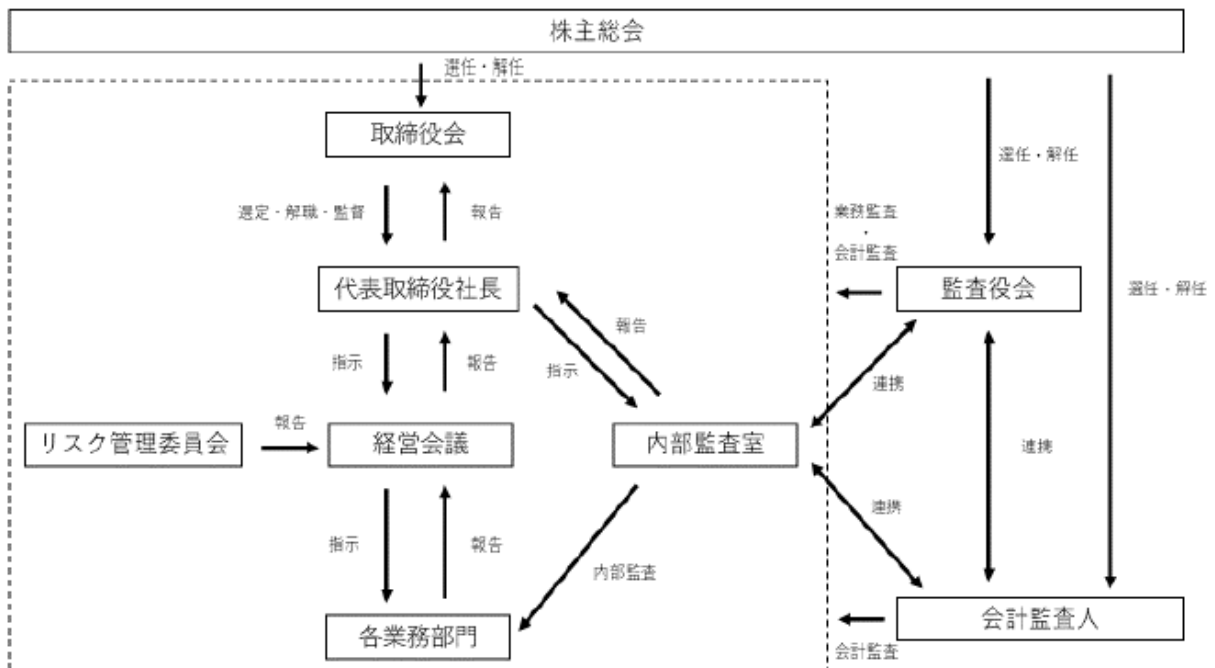 株主総会
選任・解任
取締役会
選任・解任
選定・解職・監督
報告
業務監査
・
会計監査
代表取締役社長
監査役会
選任・解任
報告
指示
報告
指示
連携
報告
リスク管理委員会
経営会議
内部監査室
連携
連携
指示
報告
内部監査
会計監査人
各業務部門
会計監査